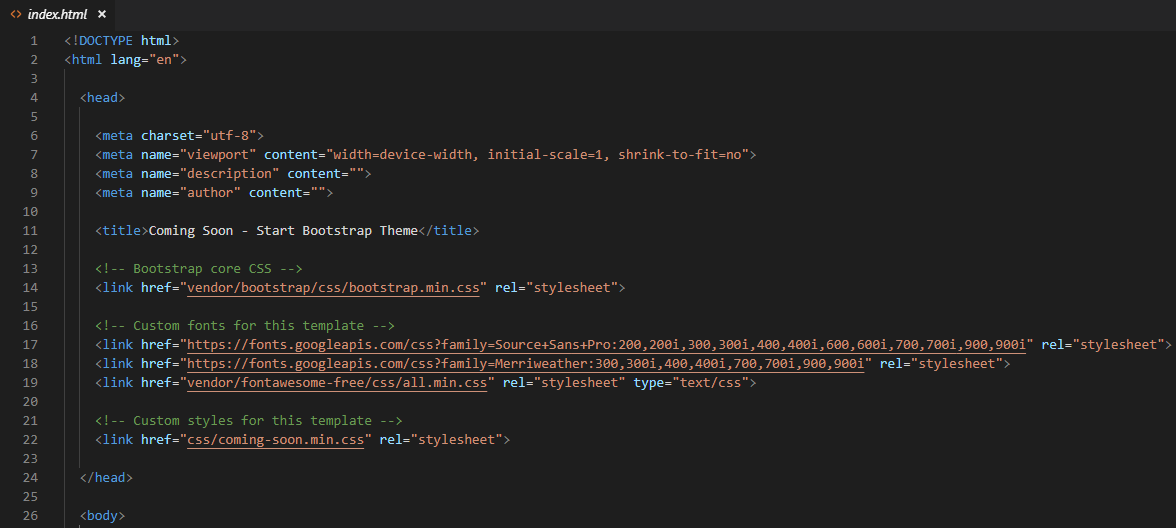 index.html ×
1 <!DOCTYPE html>
2 <html lang="en">
3
4 <head>
5
6 <meta charset="utf-8">
7 <meta name="viewport" content="width=device-width, initial-scale=1, shrink-to-fit=no">
8 <meta name="description" content="">
9 <meta name="author" content="">
10
11 <title>Coming Soon - Start Bootstrap Theme</title>
12
13 <!-- Bootstrap core CSS -->
14 <link href="vendor/bootstrap/css/bootstrap.min.css" rel="stylesheet">
15
16 <!-- Custom fonts for this template -->
17 <link href="https://fonts.googleapis.com/css?family=Source+Sans+Pro:200,200i,300,300i,400,400i,600,600i,700,700i,900,900i" rel="stylesheet">
18 <link href="https://fonts.googleapis.com/css?family=Merriweather:300,300i,400,400i,700,700i,900,900i" rel="stylesheet">
19 <link href="vendor/fontawesome-free/css/all.min.css" rel="stylesheet" type="text/css">
20
21 <!-- Custom styles for this template -->
22 <link href="css/coming-soon.min.css" rel="stylesheet">
23
24 </head>
25
26 <body>